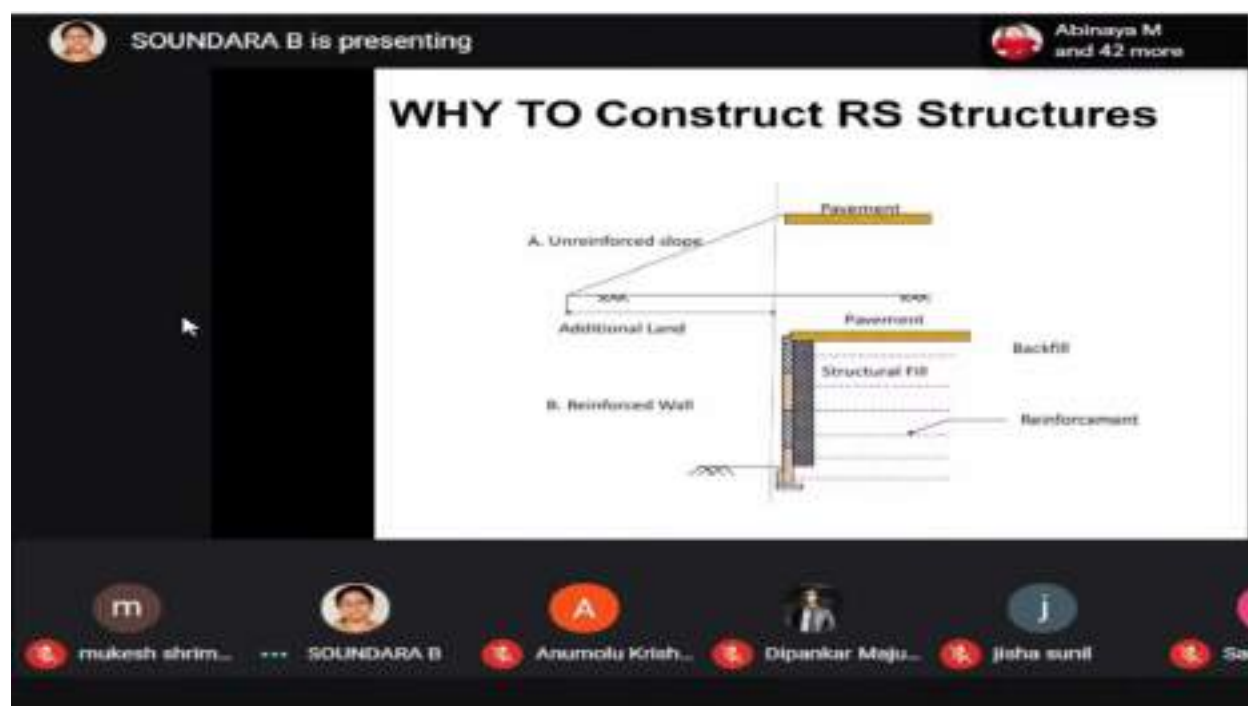 SOUNDARA B is presenting
Abinaya M
and 42 more
WHY TO Construct RS Structures
Pavement
A. Unreinforced slope
Additional Land
Pavement
Backfill
Structural Fill
B. Reinforced Wall
Reinforcement
m
A
j
mukesh shrim...
SOUNDARA B
Anumolu Krish...
Dipankar Maju...
jisha sunil
Sa